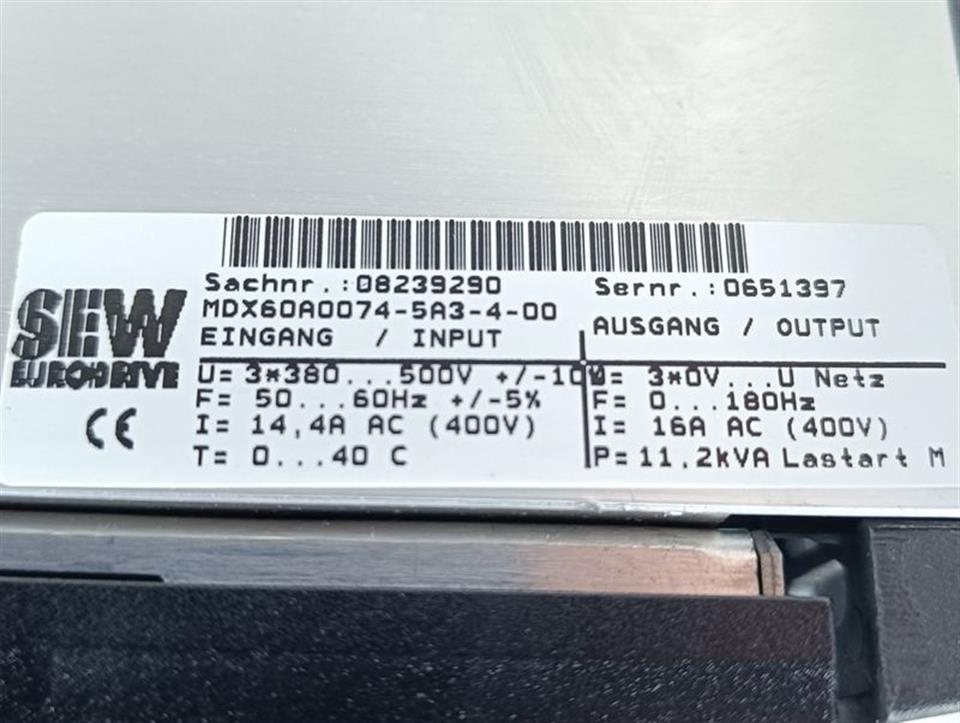 Sachnr.:08239290 Sernr.:0651397
MDX60A0074-5A3-4-00
EINGANG / INPUT AUSGANG / OUTPUT
SEW
EURODRIVE
CE
U= 3*380...500V +/-10% U= 3*0V...U Netz
F= 50...60Hz +/-5% F= 0...180Hz
I= 14,4A AC (400V) I= 16A AC (400V)
T= 0...40 C P=11.2kVA Lastart M